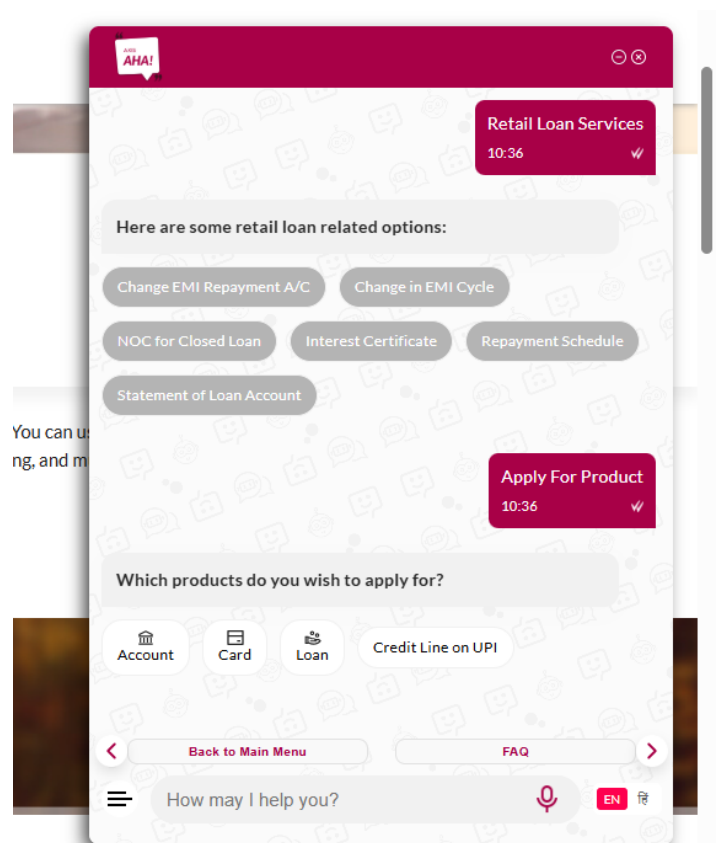 AXIS
AHA!
Retail Loan Services
10:36
Here are some retail loan related options:
Change EMI Repayment A/C
Change in EMI Cycle
NOC for Closed Loan
Interest Certificate
Repayment Schedule
Statement of Loan Account
You can u
ng, and m
Apply For Product
10:36
Which products do you wish to apply for?
Account
Card
Loan
Credit Line on UPI
Back to Main Menu
FAQ
How may I help you?
EN
हिं